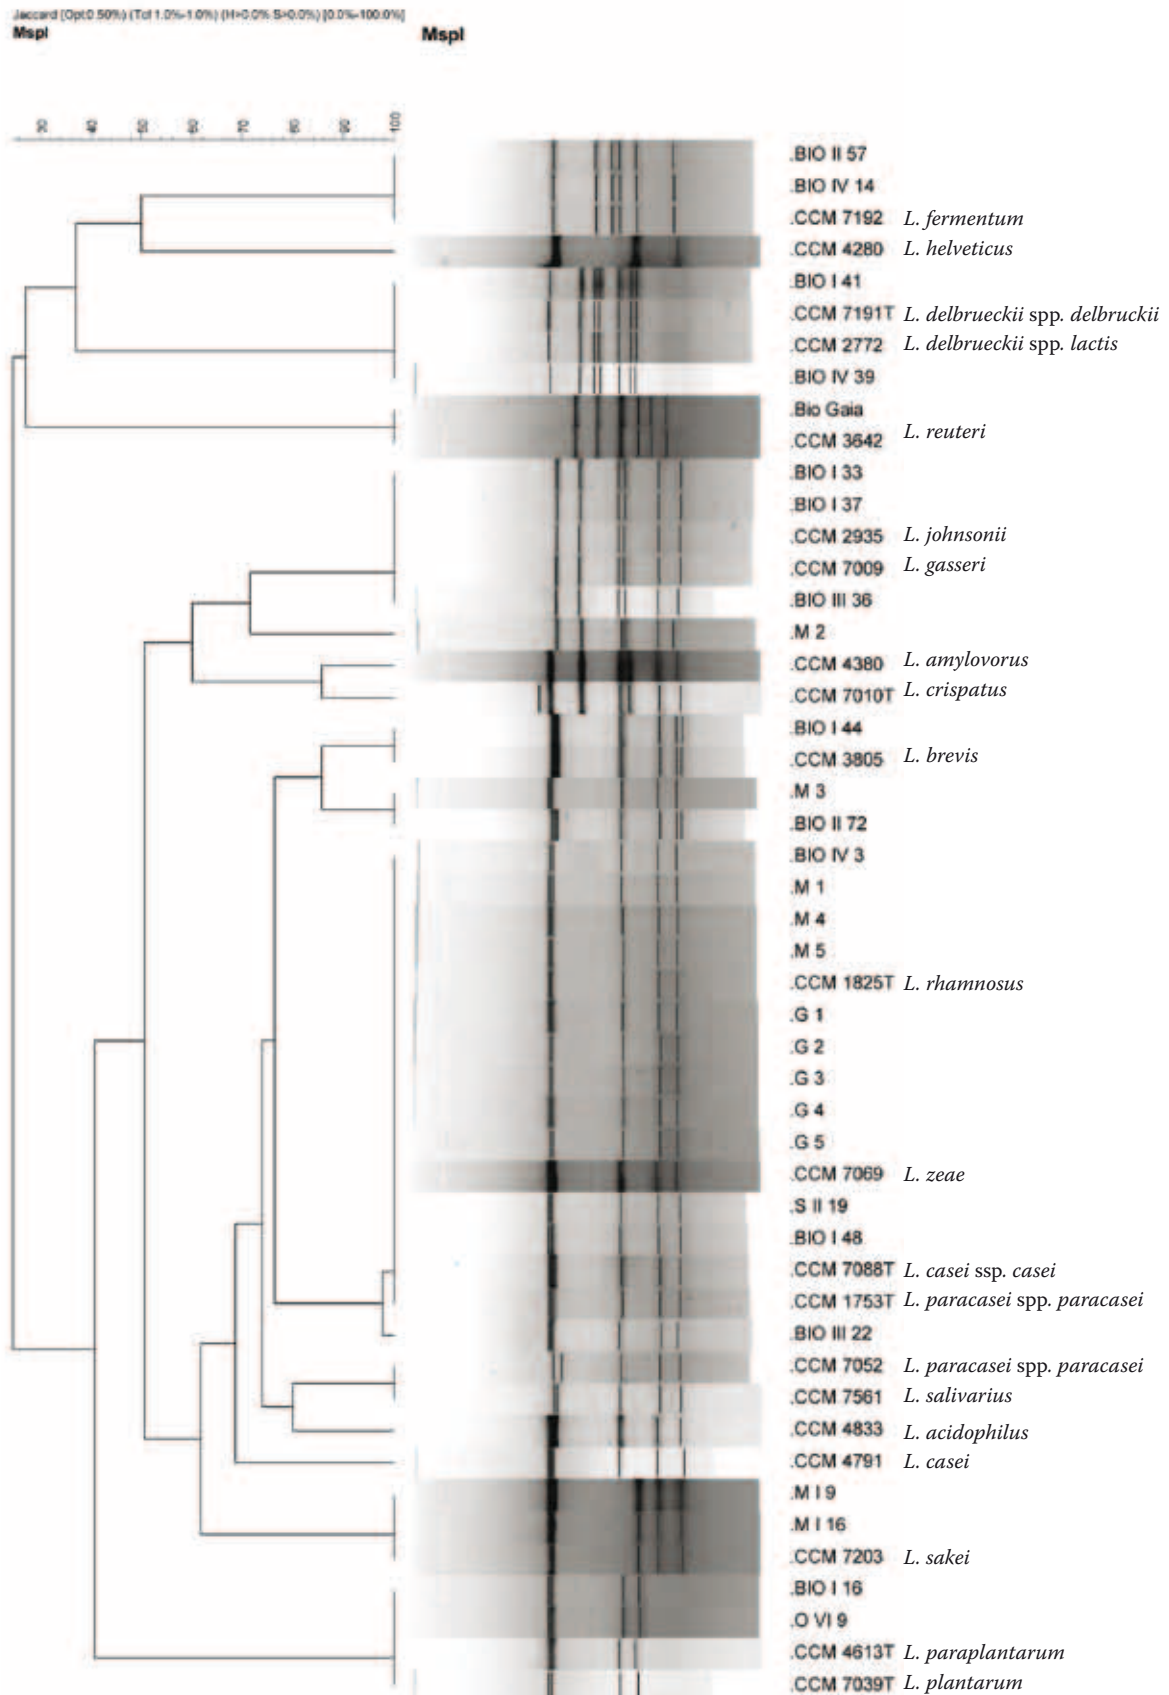 Jaccard (Opt:0.50%) (Tol 1.0%-1.0%) (H>0.0% S>0.0%) [0.0%-100.0%]
MspI MspI
30 40 50 70 80 90 100
.BIO II 57
.BIO IV 14
.CCM 7192 L. fermentum
.CCM 4280 L. helveticus
.BIO I 41
.CCM 7191T L. delbrueckii spp. delbruckii
.CCM 2772 L. delbrueckii spp. lactis
.BIO IV 39
.Bio Gaia
.CCM 3642 L. reuteri
.BIO I 33
.BIO I 37
.CCM 2935 L. johnsonii
.CCM 7009 L. gasseri
.BIO III 36
.M 2
.CCM 4380 L. amylovorus
.CCM 7010T L. crispatus
.BIO I 44
.CCM 3805 L. brevis
.M 3
.BIO II 72
.BIO IV 3
.M 1
.M 4
.M 5
.CCM 1825T L. rhamnosus
.G 1
.G 2
.G 3
.G 4
.G 5
.CCM 7069 L. zeae
.S II 19
.BIO I 48
.CCM 7088T L. casei ssp. casei
.CCM 1753T L. paracasei spp. paracasei
.BIO III 22
.CCM 7052 L. paracasei spp. paracasei
.CCM 7561 L. salivarius
.CCM 4833 L. acidophilus
.CCM 4791 L. casei
.M I 9
.M I 16
.CCM 7203 L. sakei
.BIO I 16
.O VI 9
.CCM 4613T L. paraplantarum
.CCM 7039T L. plantarum